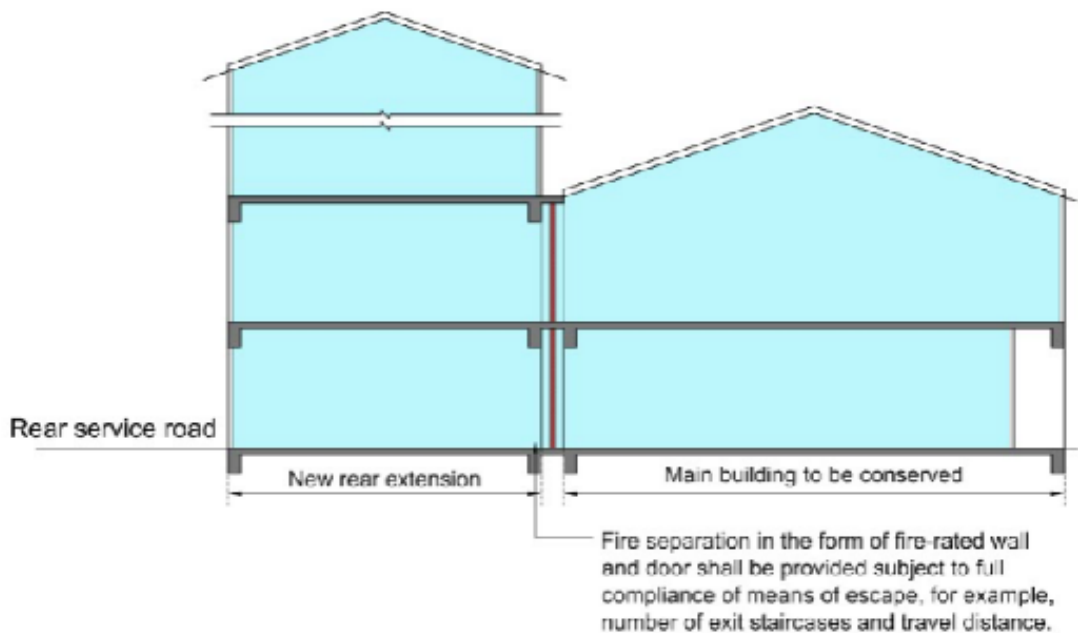 Rear service road
New rear extension
Main building to be conserved
Fire separation in the form of fire-rated wall
and door shall be provided subject to full
compliance of means of escape, for example,
number of exit staircases and travel distance.